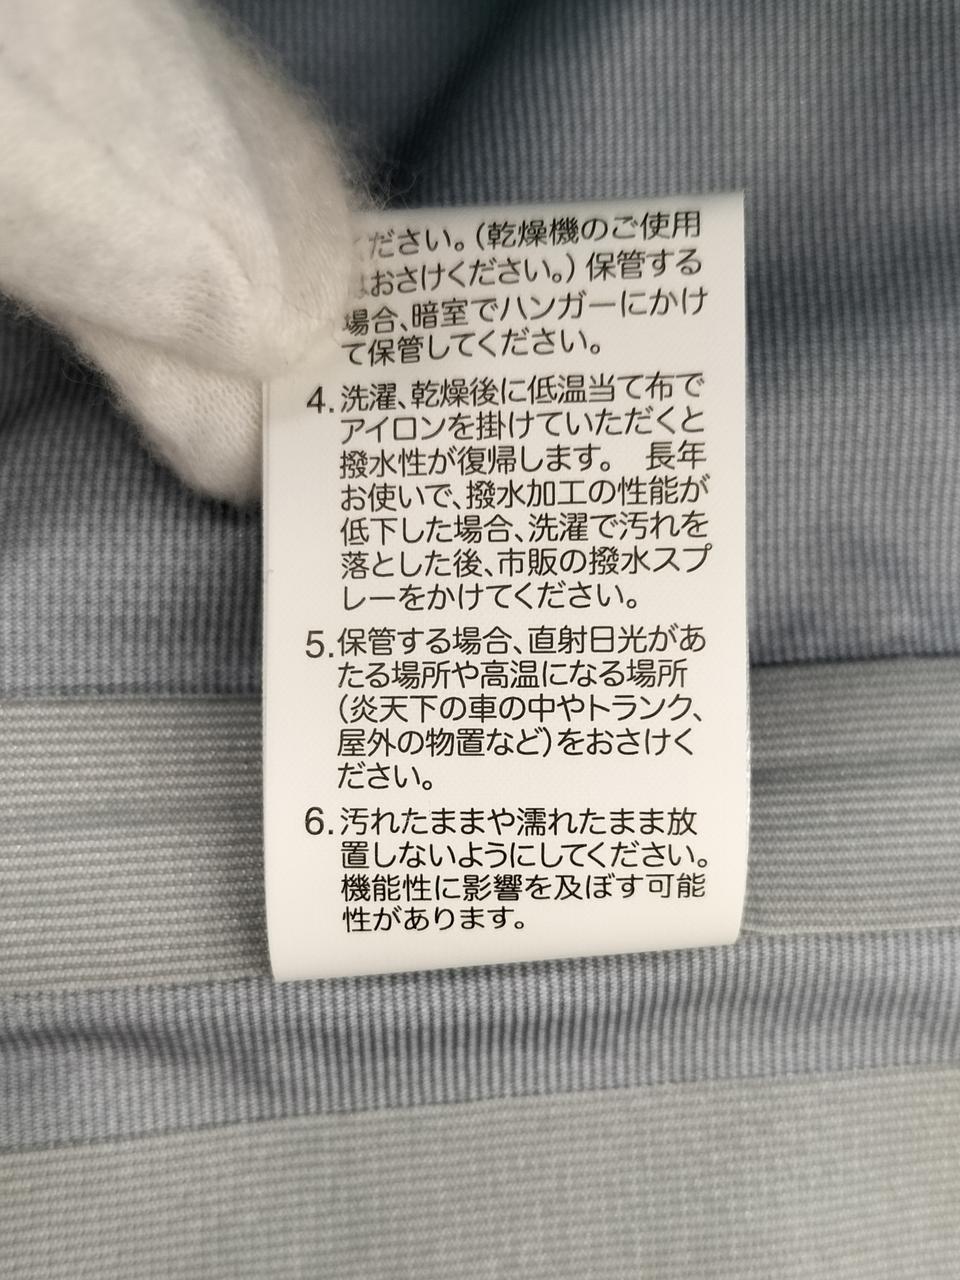 ください。(乾燥機のご使用
はおさけください。)保管する
場合、暗室でハンガーにかけ
て保管してください。
4. 洗濯、乾燥後に低温当て布で
アイロンを掛けていただくと
撥水性が復帰します。 長年
お使いで、撥水加工の性能が
低下した場合、洗濯で汚れを
落とした後、市販の撥水スプ
レーをかけてください。
5. 保管する場合、直射日光があ
たる場所や高温になる場所
(炎天下の車の中やトランク、
屋外の物置など)をおさけく
ださい。
6. 汚れたままや濡れたまま放
置しないようにしてください。
機能性に影響を及ぼす可能
性があります。